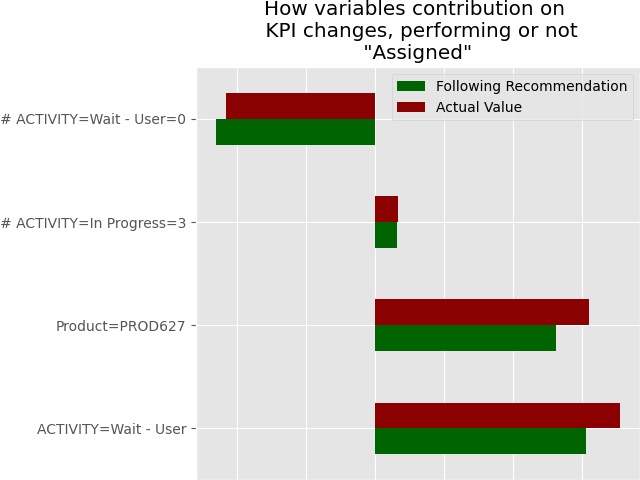 How variables contribution on
KPI changes, performing or not
"Assigned"
Following Recommendation
Actual Value
# ACTIVITY=Wait - User=0
# ACTIVITY=In Progress=3
Product=PROD627
ACTIVITY=Wait - User